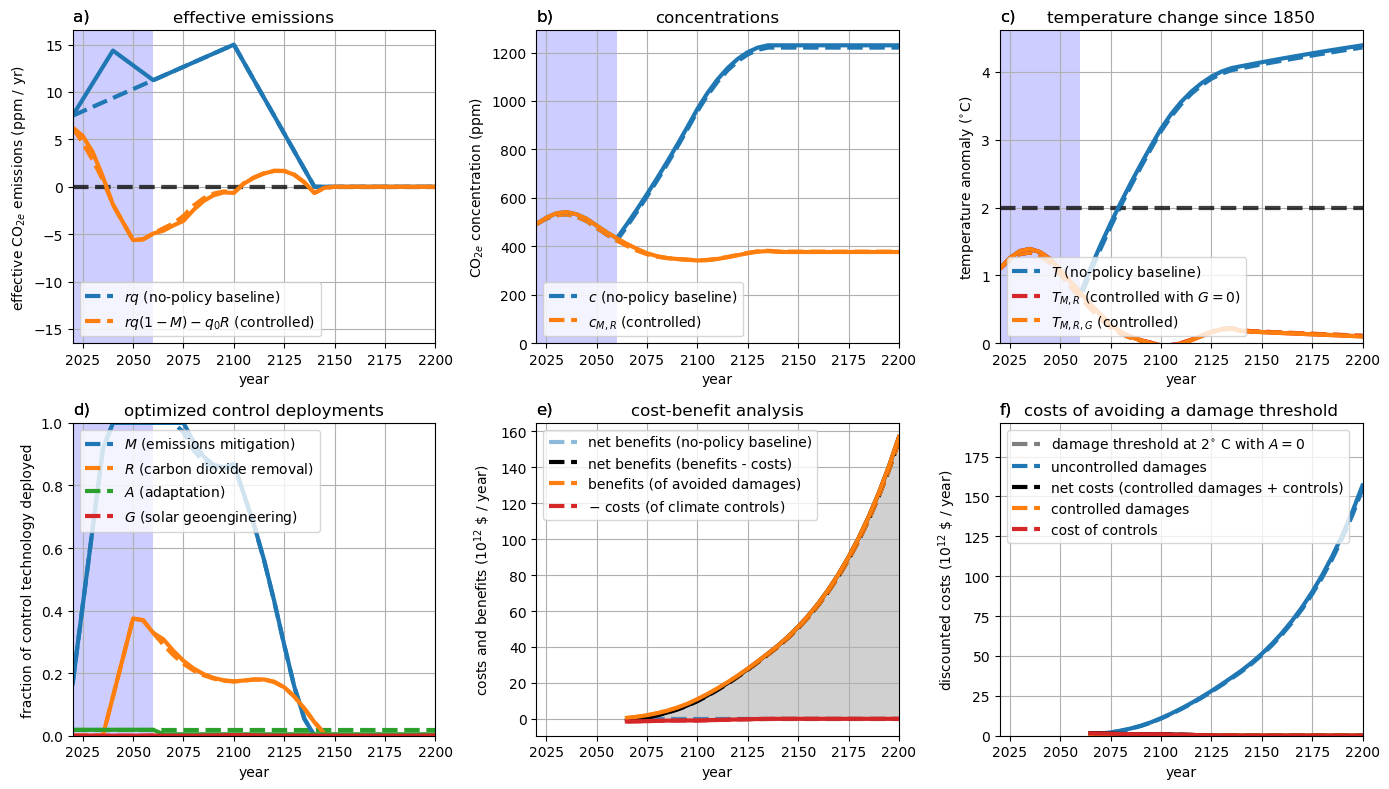 a) effective emissions
effective CO2e emissions (ppm / yr)
15
10
5
0
−5
−10
−15
rq (no-policy baseline)
rq(1 − M) − q0R (controlled)
2025 2050 2075 2100 2125 2150 2175 2200
year
b) concentrations
CO2e concentration (ppm)
1200
1000
800
600
400
200
0
c (no-policy baseline)
cM, R (controlled)
2025 2050 2075 2100 2125 2150 2175 2200
year
c) temperature change since 1850
temperature anomaly (°C)
4
3
2
1
0
T (no-policy baseline)
TM, R (controlled with G = 0)
TM, R, G (controlled)
2025 2050 2075 2100 2125 2150 2175 2200
year
d) optimized control deployments
fraction of control technology deployed
1.0
0.8
0.6
0.4
0.2
0.0
M (emissions mitigation)
R (carbon dioxide removal)
A (adaptation)
G (solar geoengineering)
2025 2050 2075 2100 2125 2150 2175 2200
year
e) cost-benefit analysis
costs and benefits (10^12 $ / year)
160
140
120
100
80
60
40
20
0
net benefits (no-policy baseline)
net benefits (benefits - costs)
benefits (of avoided damages)
− costs (of climate controls)
2025 2050 2075 2100 2125 2150 2175 2200
year
f) costs of avoiding a damage threshold
discounted costs (10^12 $ / year)
175
150
125
100
75
50
25
0
damage threshold at 2° C with A = 0
uncontrolled damages
net costs (controlled damages + controls)
controlled damages
cost of controls
2025 2050 2075 2100 2125 2150 2175 2200
year